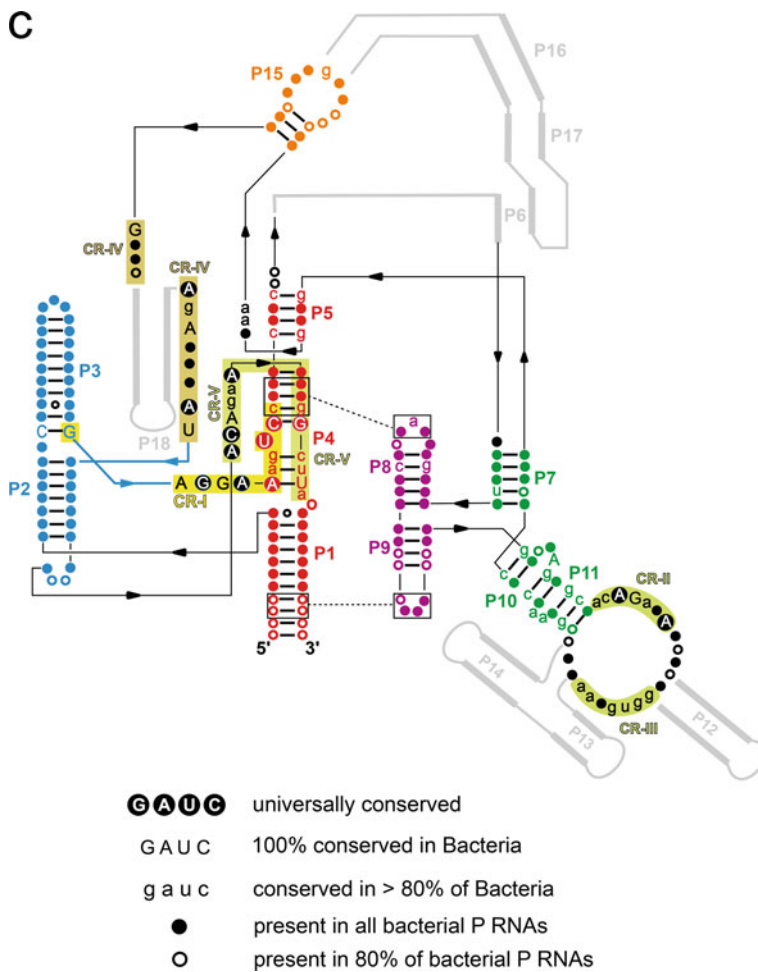 C
P16
P15
g
P17
P6
G
CR-IV
CR-IV
A
g
A
A
U
P18
a
a
c g
P5
c g
P3
C G
P2
CR-V
A
a
g
A
C
A
c g
C G
P4
U
g c
CR-V
a u
A G G A A A U
CR-I
a
P1
5' 3'
a
P8
c g
P9
P7
u
g
A
g
P11
g
c
c
P10
c
c
a
a
g
a c A G a A
CR-II
a a g u g g
CR-III
P14
P13
P12
G A U C universally conserved
G A U C 100% conserved in Bacteria
g a u c conserved in > 80% of Bacteria
present in all bacterial P RNAs
present in 80% of bacterial P RNAs